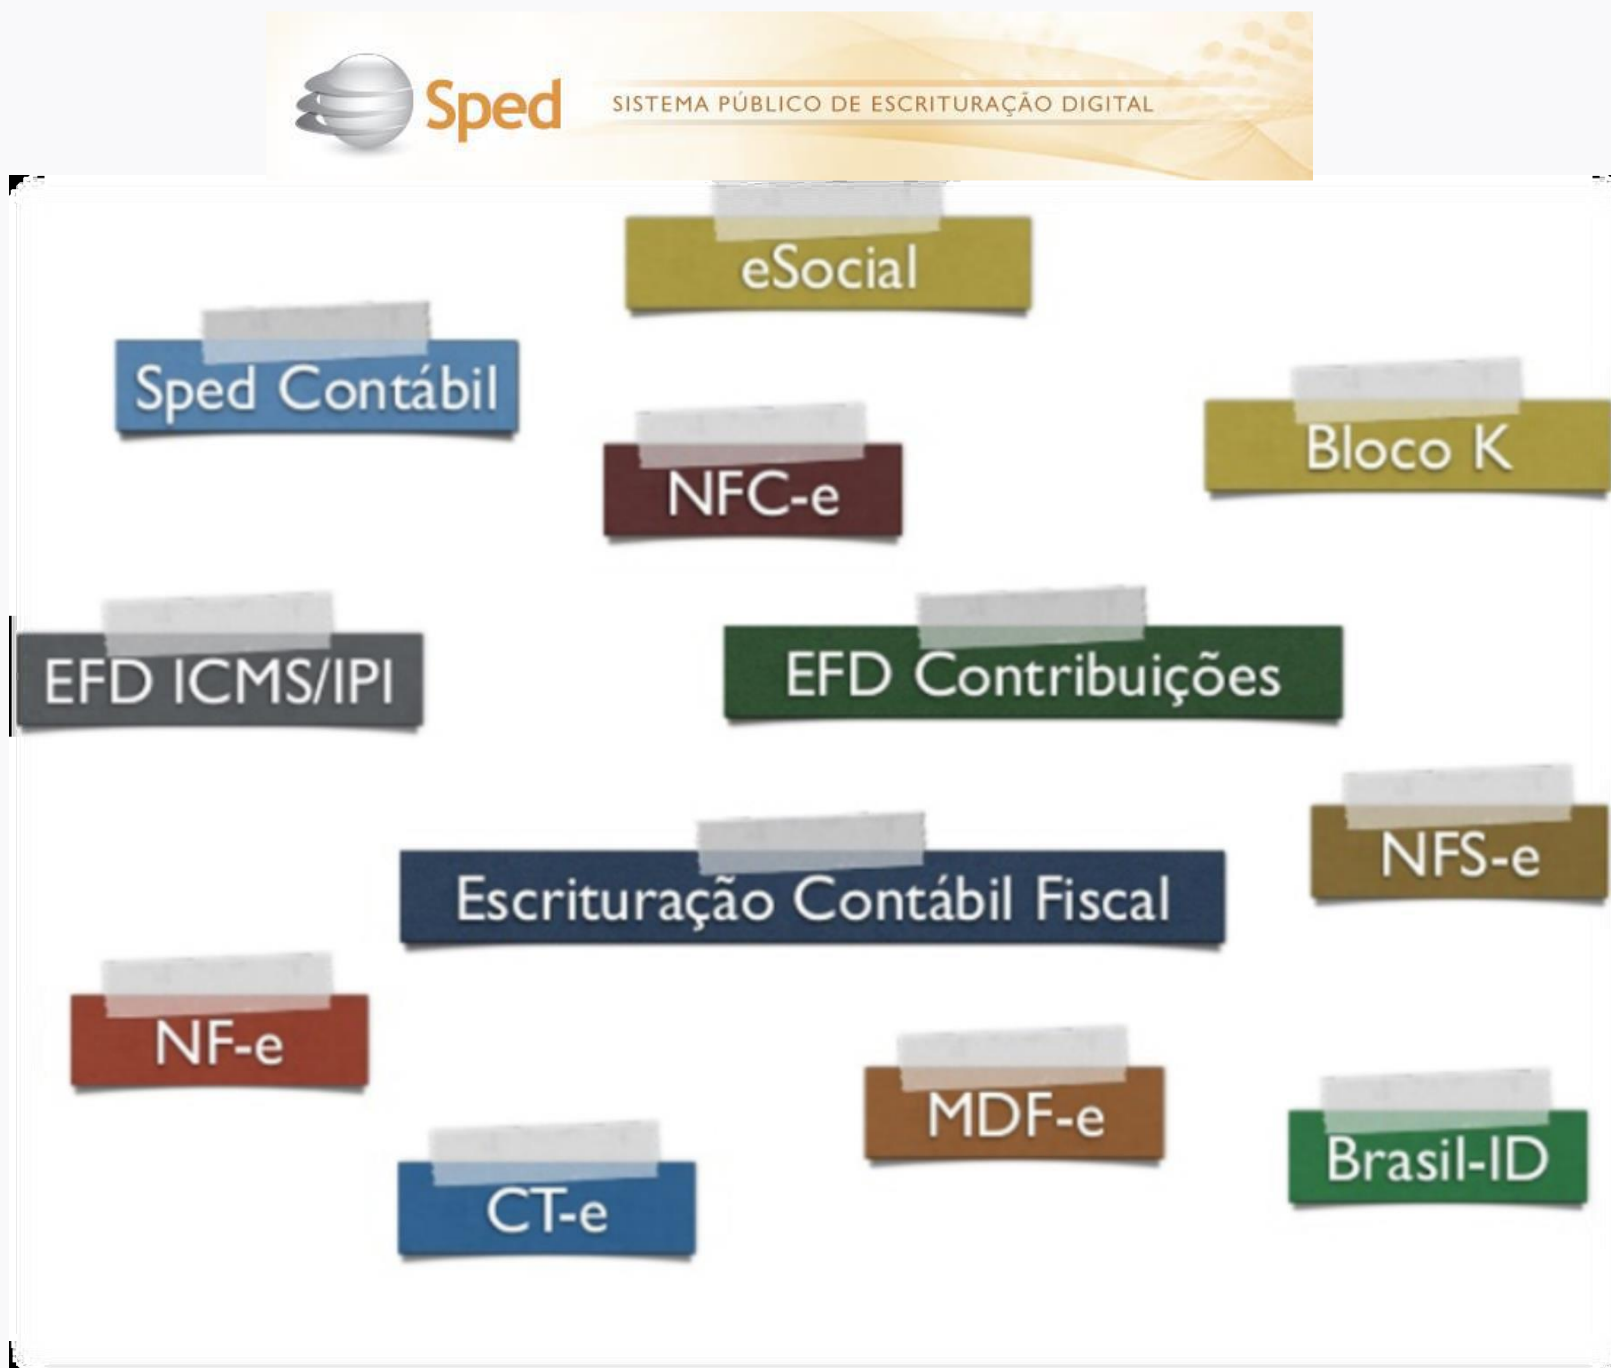 Sped
SISTEMA PÚBLICO DE ESCRITURAÇÃO DIGITAL
eSocial
Sped Contábil
Bloco K
NFC-e
EFD ICMS/IPI
EFD Contribuições
NFS-e
Escrituração Contábil Fiscal
NF-e
MDF-e
Brasil-ID
CT-e